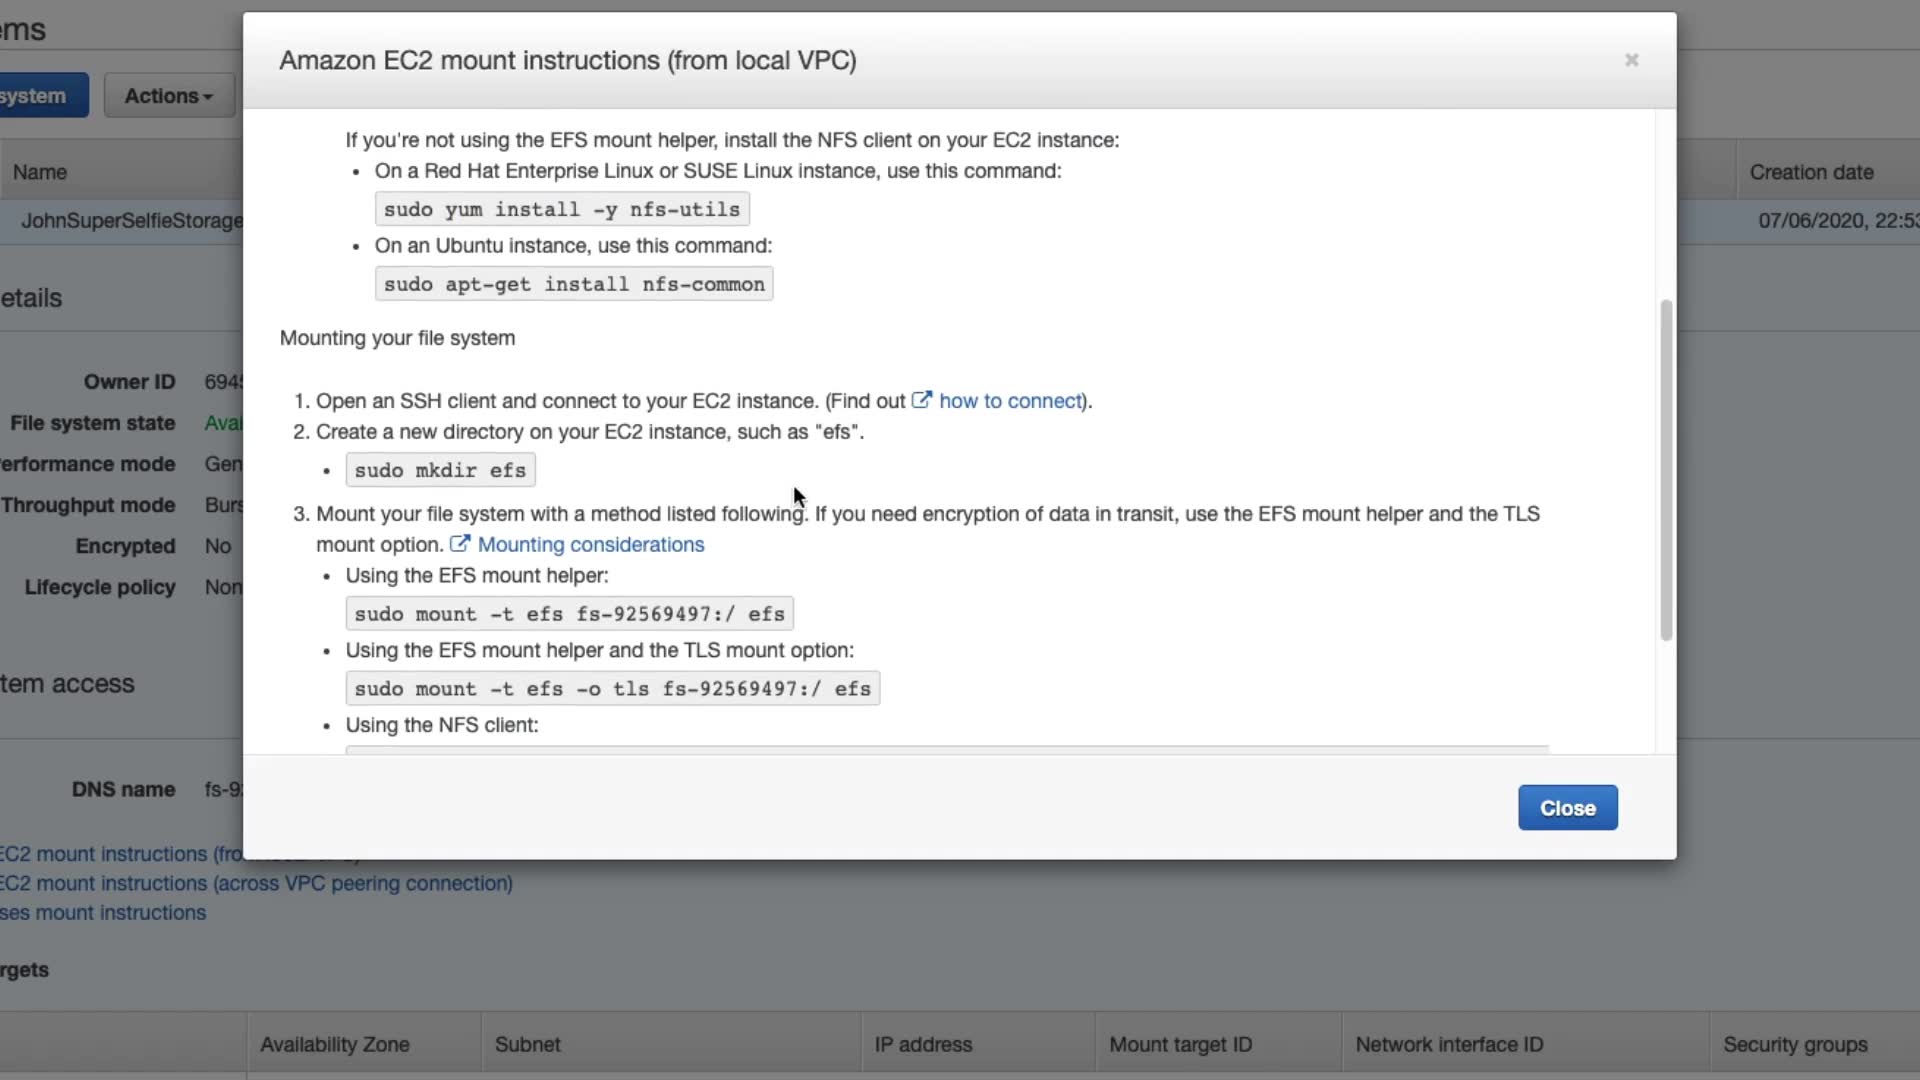 ems
Amazon EC2 mount instructions (from local VPC)
system
Actions
Name
Creation date
JohnSuperSelfieStorage
07/06/2020, 22:53
If you're not using the EFS mount helper, install the NFS client on your EC2 instance:
• On a Red Hat Enterprise Linux or SUSE Linux instance, use this command:
sudo yum install -y nfs-utils
• On an Ubuntu instance, use this command:
sudo apt-get install nfs-common
etails
Mounting your file system
Owner ID 694
1. Open an SSH client and connect to your EC2 instance. (Find out how to connect).
File system state Avai
2. Create a new directory on your EC2 instance, such as "efs".
erformance mode Gen
• sudo mkdir efs
Throughput mode Burs
3. Mount your file system with a method listed following. If you need encryption of data in transit, use the EFS mount helper and the TLS
mount option. Mounting considerations
Encrypted No
• Using the EFS mount helper:
Lifecycle policy Non
sudo mount -t efs fs-92569497:/ efs
• Using the EFS mount helper and the TLS mount option:
tem access
sudo mount -t efs -o tls fs-92569497:/ efs
• Using the NFS client:
DNS name fs-9
Close
EC2 mount instructions (fro
EC2 mount instructions (across VPC peering connection)
ses mount instructions
rgets
Availability Zone
Subnet
IP address
Mount target ID
Network interface ID
Security groups